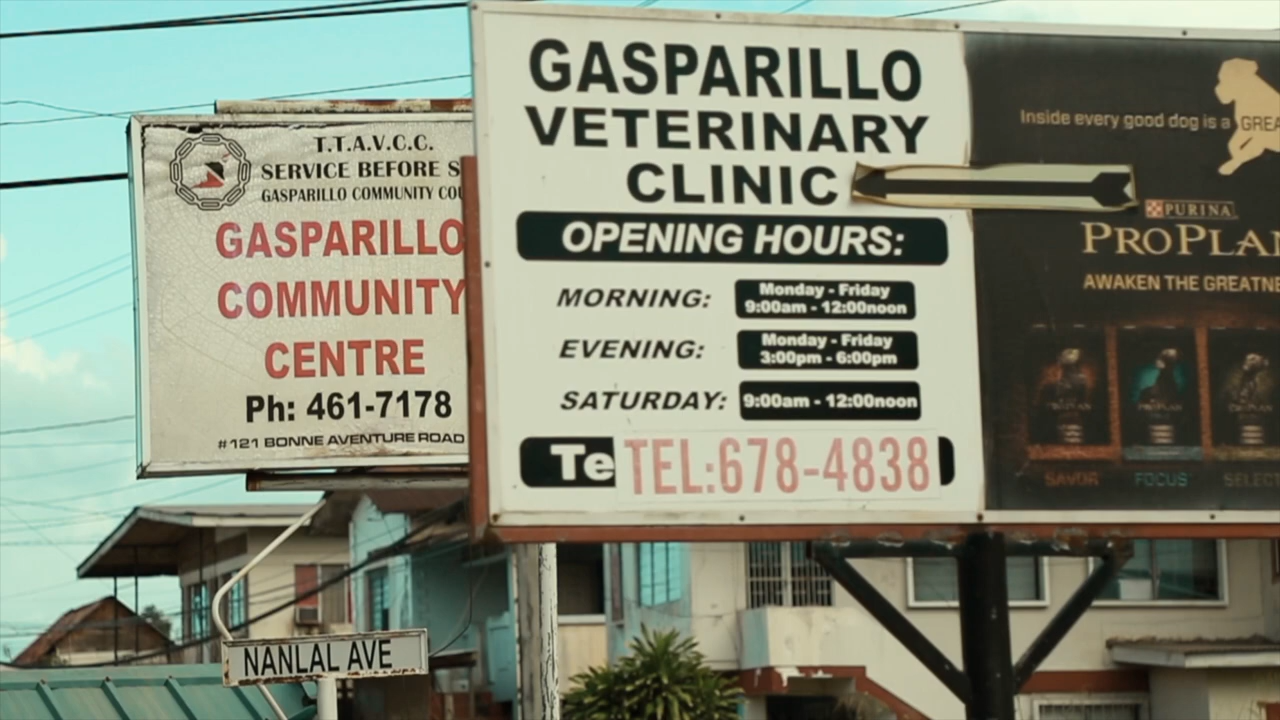 T.T.A.V.C.C.
SERVICE BEFORE S
GASPARILLO COMMUNITY COU
GASPARILLO
COMMUNITY
CENTRE
Ph: 461-7178
#121 BONNE AVENTURE ROAD
GASPARILLO
VETERINARY
CLINIC
OPENING HOURS:
MORNING: Monday - Friday
9:00am - 12:00noon
EVENING: Monday - Friday
3:00pm - 6:00pm
SATURDAY: 9:00am - 12:00noon
Te TEL:678-4838
Inside every good dog is a GREA
PURINA
PROPLAN
AWAKEN THE GREATNE
SAVOR FOCUS SELECT
NANLAL AVE